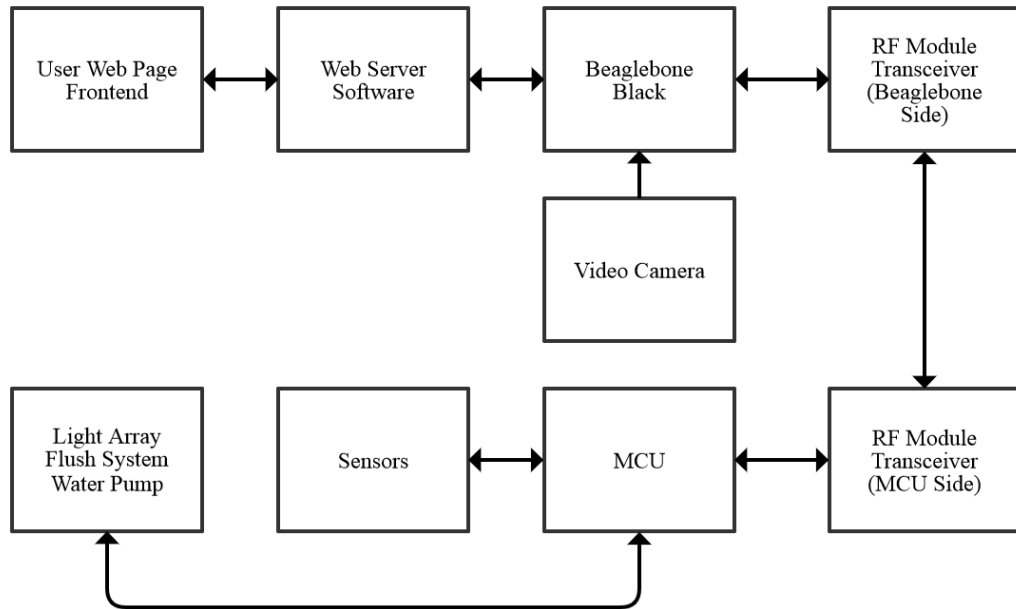 User Web Page
Frontend
Web Server
Software
Beaglebone
Black
RF Module
Transceiver
(Beaglebone
Side)
Video Camera
Light Array
Flush System
Water Pump
Sensors
MCU
RF Module
Transceiver
(MCU Side)